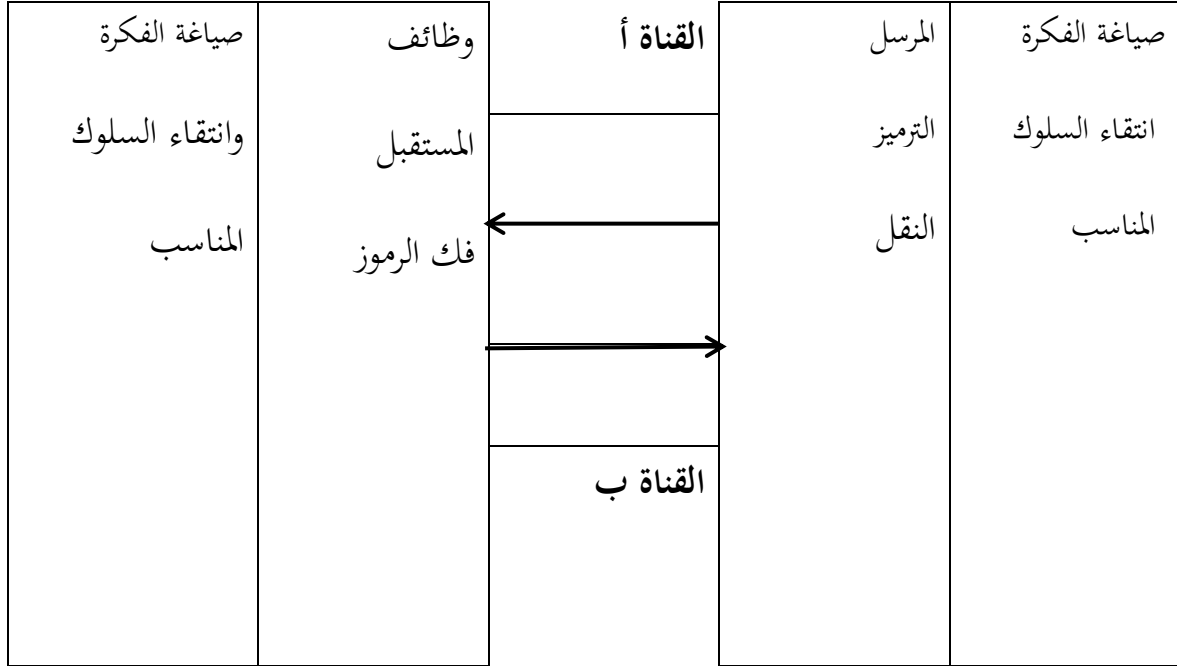 صياغة الفكرة
انتقاء السلوك
المناسب
المرسل
الترميز
النقل
القناة أ
القناة ب
وظائف
المستقبل
فك الرموز
صياغة الفكرة
وانتقاء السلوك
المناسب